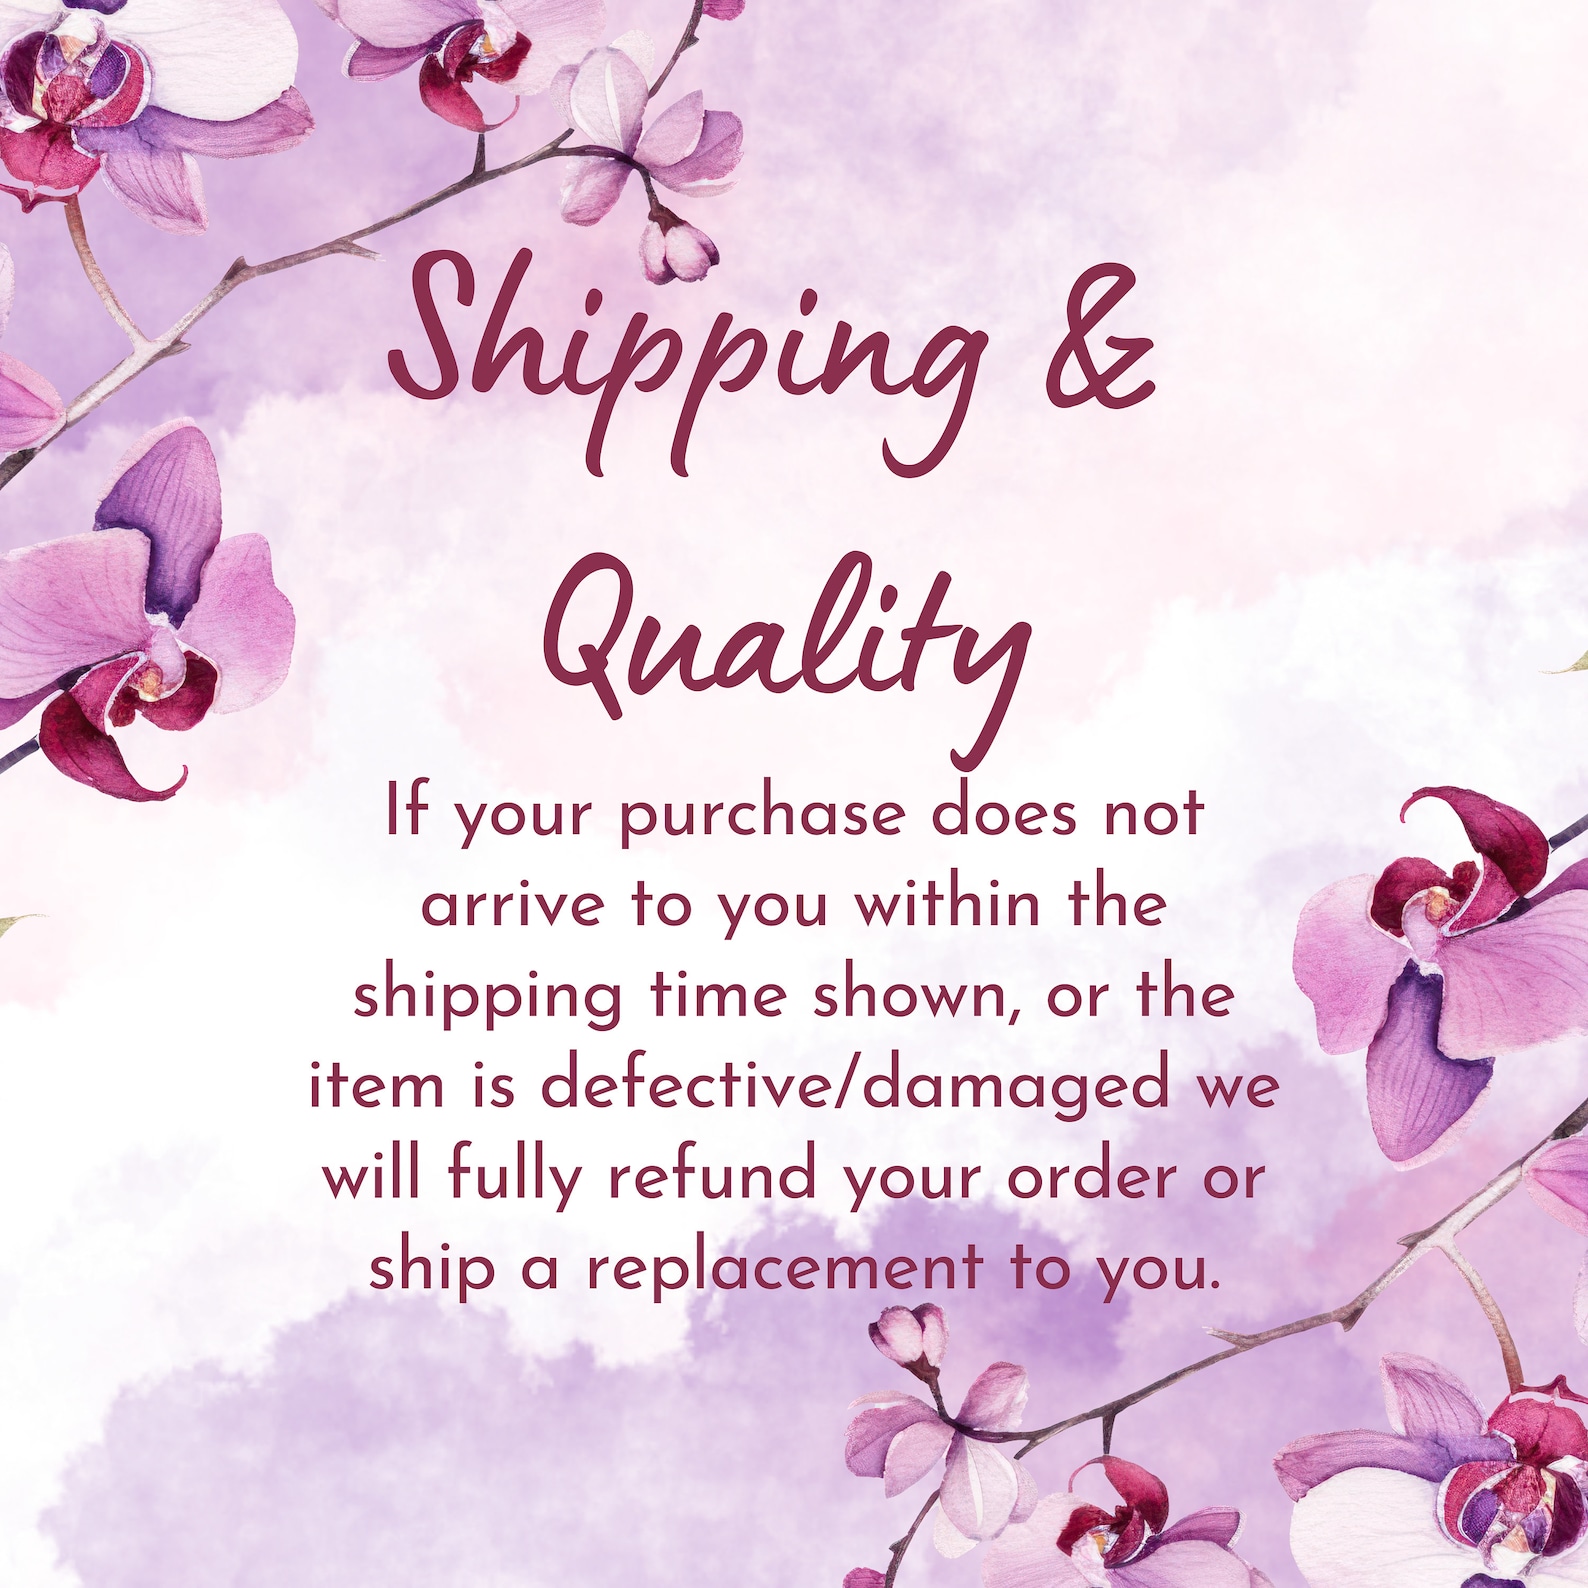 Shipping &
Quality
If your purchase does not
arrive to you within the
shipping time shown, or the
item is defective/damaged we
will fully refund your order or
ship a replacement to you.